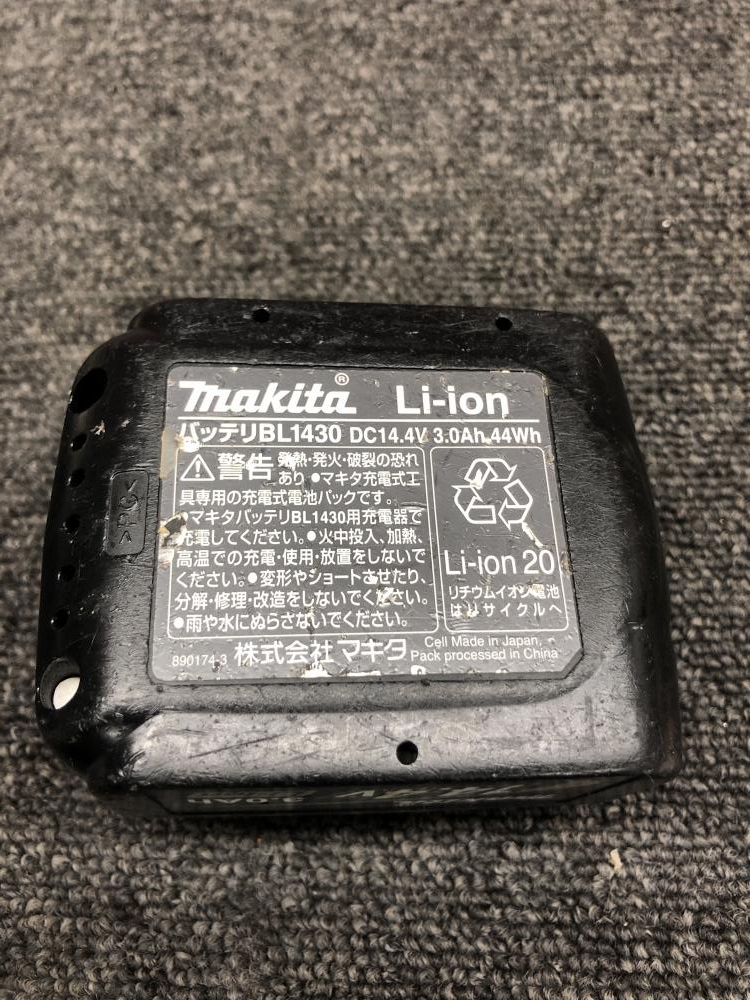 makita® Li-ion
バッテリBL1430 DC14.4V 3.0Ah 44Wh
警告 発熱・発火・破裂の恐れ
あり ●マキタ充電式工
具専用の充電式電池パックです。
●マキタバッテリBL1430用充電器で
充電してください。●火中投入、加熱、
高温での充電・使用・放置をしないで
ください。●変形やショートさせたり、
分解・修理・改造をしないでください。
●雨や水にぬらさないでください。
Li-ion 20
リチウムイオン電池
はリサイクルへ
890174-3 株式会社 マキタ
Cell Made in Japan,
Pack processed in China
>PC<
14.4V 3.0AH